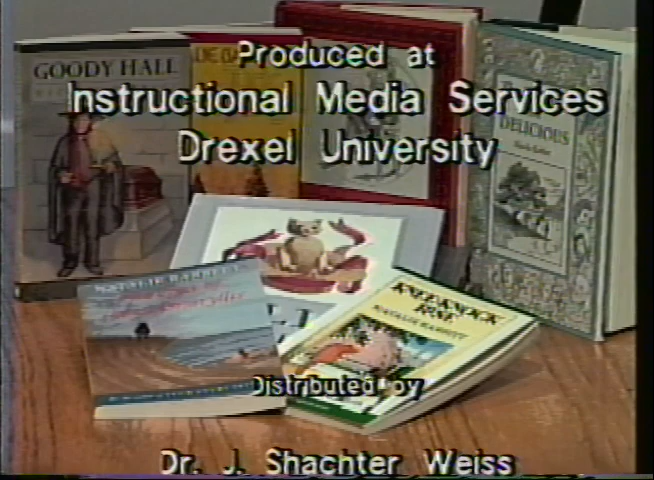 Produced at
Instructional Media Services
Drexel University
GOODY HALL
DELICIOUS
NATALIE BABBITT
KNEEKNOCK
RISE
NATALIE BABBITT
Distributed by
Dr. J. Shachter Weiss